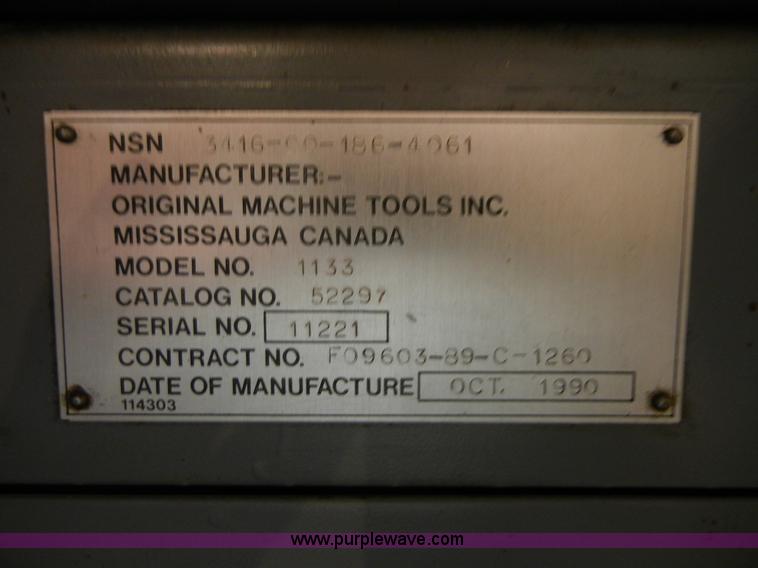 NSN 3416-00-186-4061
MANUFACTURER:-
ORIGINAL MACHINE TOOLS INC.
MISSISSAUGA CANADA
MODEL NO. 1133
CATALOG NO. 52297
SERIAL NO. 11221
CONTRACT NO. F09603-89-C-1260
DATE OF MANUFACTURE OCT. 1990
114303
www.purplewave.com